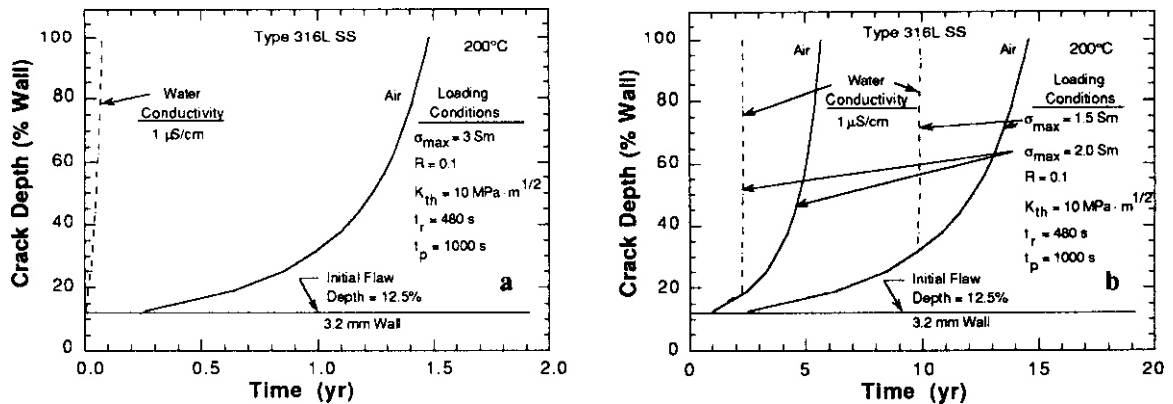 Type 316L SS
200°C
100
80
60
40
20
0
Crack Depth (% Wall)
Water
Conductivity
1 µS/cm
Air
Loading
Conditions
σmax = 3 Sm
R = 0.1
Kth = 10 MPa · m1/2
tr = 480 s
tp = 1000 s
Initial Flaw
Depth = 12.5%
a
3.2 mm Wall
0.0 0.5 1.0 1.5 2.0
Time (yr)
Type 316L SS
200°C
100
80
60
40
20
0
Crack Depth (% Wall)
Air
Air
Water
Conductivity
1 µS/cm
Loading
Conditions
σmax = 1.5 Sm
σmax = 2.0 Sm
R = 0.1
Kth = 10 MPa · m1/2
tr = 480 s
tp = 1000 s
Initial Flaw
Depth = 12.5%
b
3.2 mm Wall
0 5 10 15 20
Time (yr)